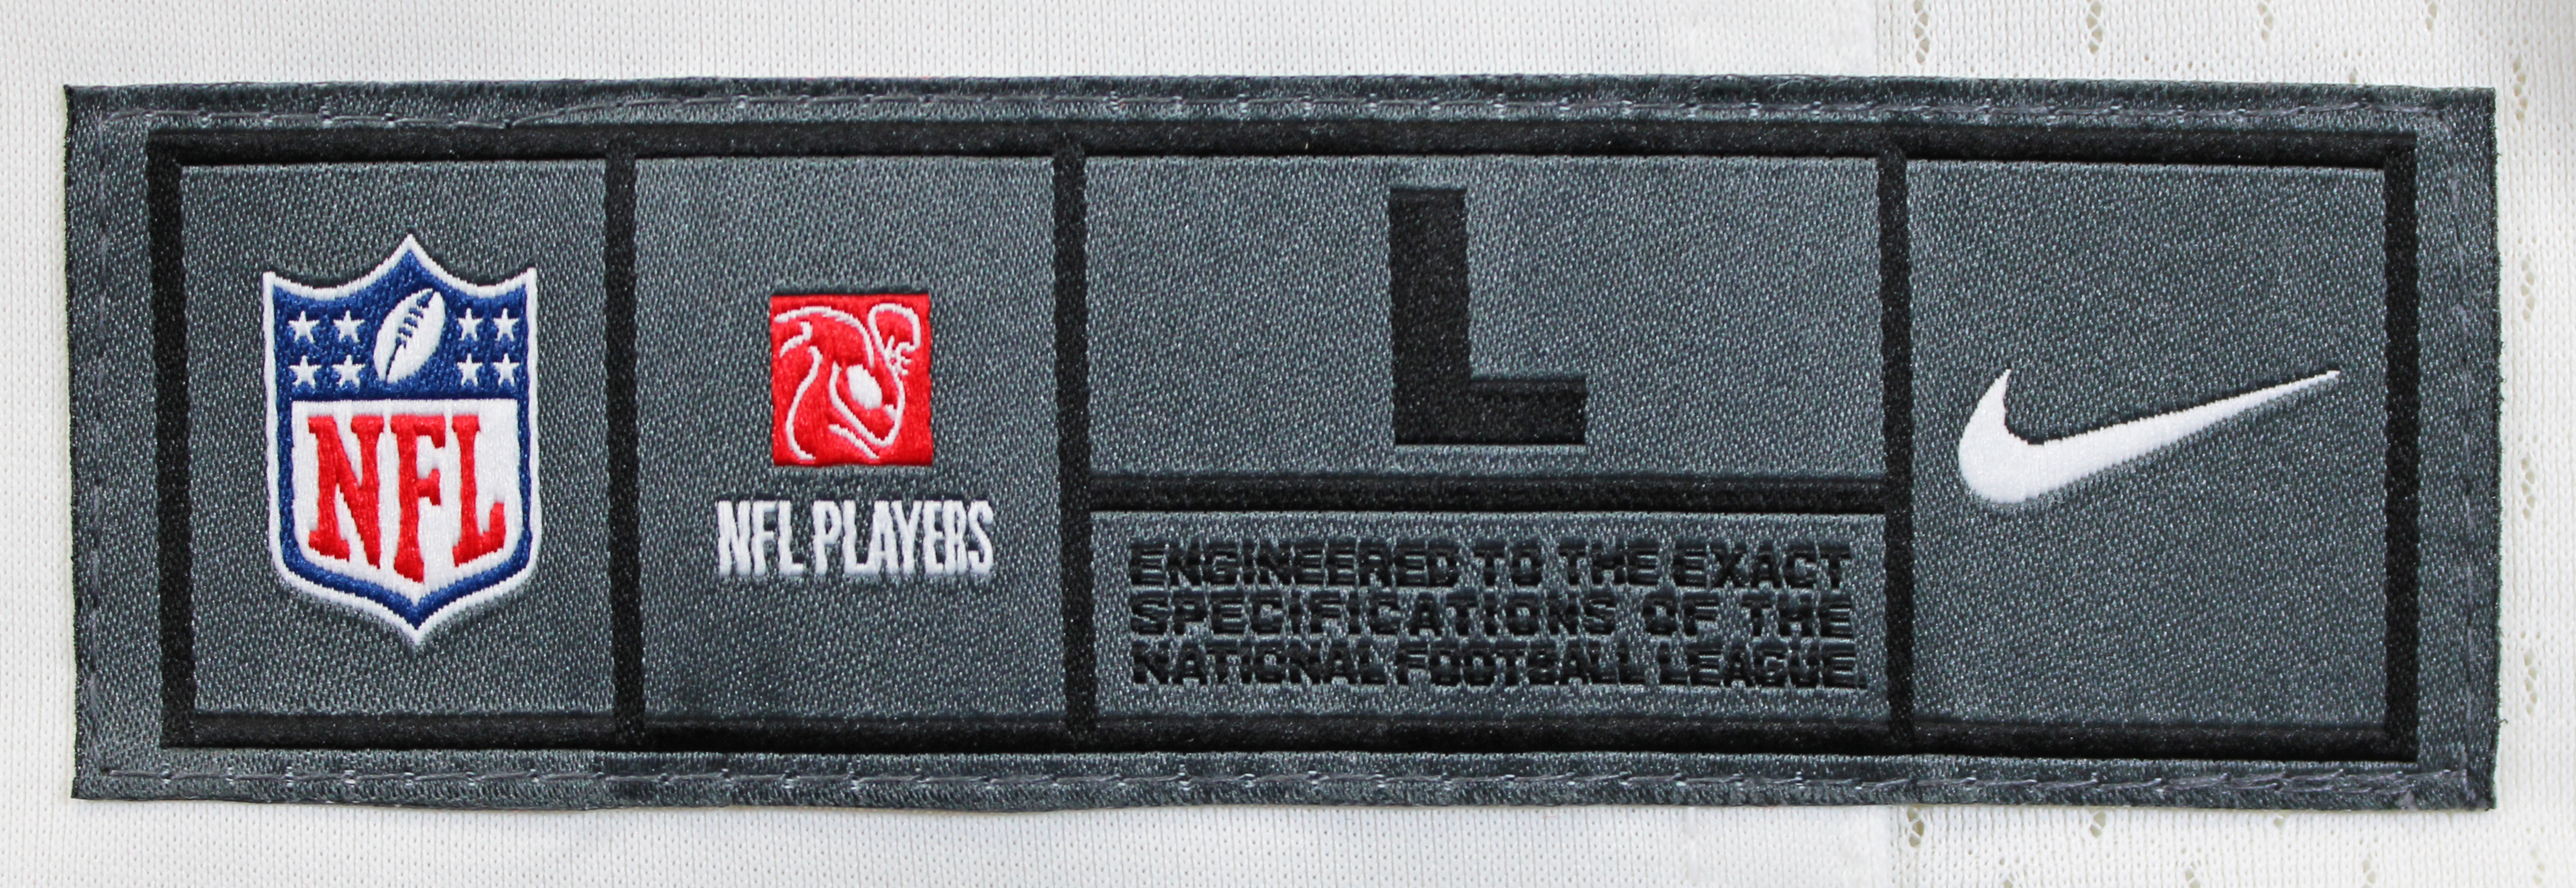 NFL
NFL PLAYERS
L
ENGINEERED TO THE EXACT
SPECIFICATIONS OF THE
NATIONAL FOOTBALL LEAGUE.